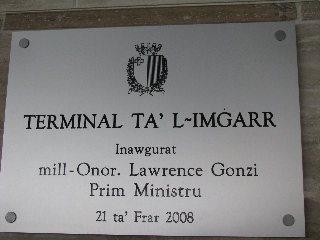 TERMINAL TA' L-IMĠARR
Inawgurat
mill-Onor. Lawrence Gonzi
Prim Ministru
21 ta' Frar 2008